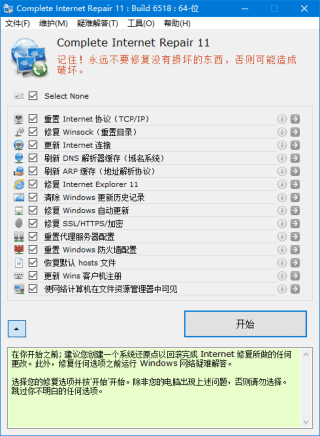 Complete Internet Repair 11 : Build 6518 : 64-位
文件(F) 维护(M) 疑难解答(T) 工具(O) 帮助(H)
Complete Internet Repair 11
记住！永远不要修复没有损坏的东西，否则可能造成
破坏。
Select None
重置 Internet 协议（TCP/IP）
修复 Winsock（重置目录）
更新 Internet 连接
刷新 DNS 解析器缓存（域名系统）
刷新 ARP 缓存（地址解析协议）
修复 Internet Explorer 11
清除 Windows 更新历史记录
修复 Windows 自动更新
修复 SSL/HTTPS/加密
重置代理服务器配置
重置 Windows 防火墙配置
恢复默认 hosts 文件
更新 Wins 客户机注册
使网络计算机在文件资源管理器中可见
开始
在你开始之前; 建议您创建一个系统还原点以回滚完成 Internet 修复所做的任何
更改。此外，修复任何选项之前运行 Windows 网络疑难解答。
选择您的修复选项并按'开始'开始。除非您的电脑出现上述问题，否则请勿选择。
跳过你不明白的任何选项。